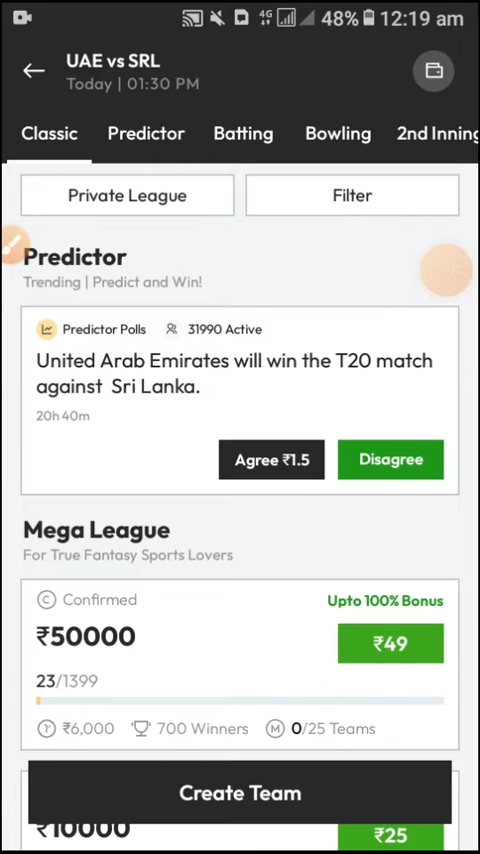 4G 48% 12:19 am
UAE vs SRL
Today | 01:30 PM
Classic Predictor Batting Bowling 2nd Inning
Private League Filter
Predictor
Trending | Predict and Win!
Predictor Polls 31990 Active
United Arab Emirates will win the T20 match
against Sri Lanka.
20h 40m
Agree ₹1.5 Disagree
Mega League
For True Fantasy Sports Lovers
C Confirmed Upto 100% Bonus
₹50000 ₹49
23/1399
₹6,000 700 Winners M 0/25 Teams
Create Team
₹10000 ₹25